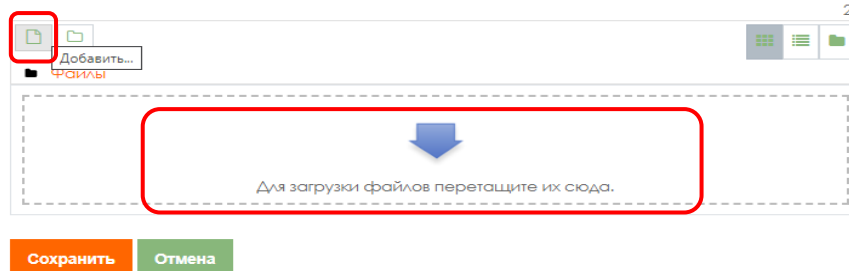 Добавить...
Файлы
Для загрузки файлов перетащите их сюда.
Сохранить Отмена